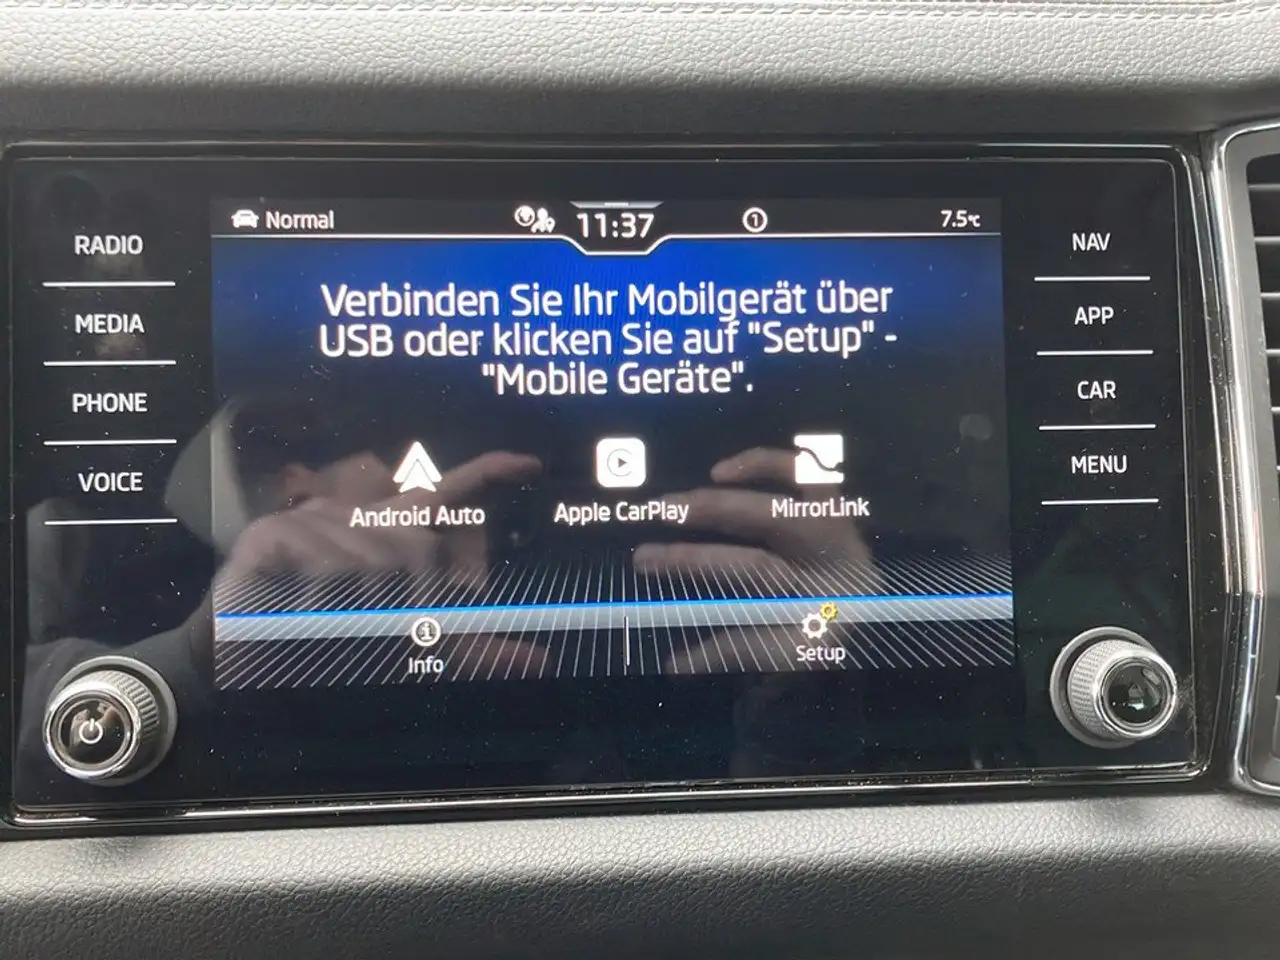 Normal
11:37
1
7.5°C
RADIO
MEDIA
PHONE
VOICE
Verbinden Sie Ihr Mobilgerät über
USB oder klicken Sie auf "Setup" -
"Mobile Geräte".
Android Auto
Apple CarPlay
MirrorLink
Info
Setup
NAV
APP
CAR
MENU